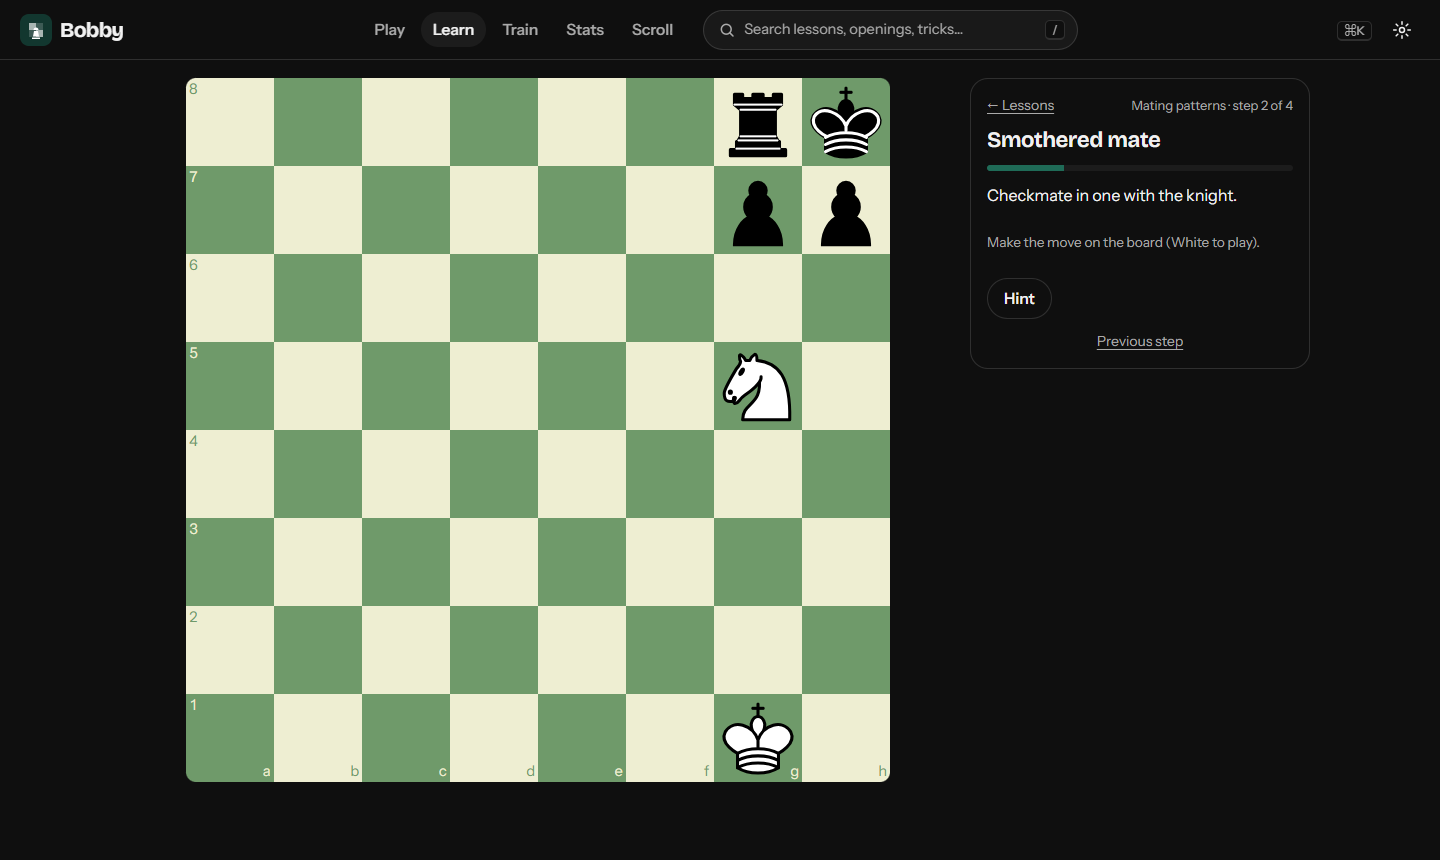 Bobby
Play Learn Train Stats Scroll
Search lessons, openings, tricks... /
⌘K
← Lessons
Mating patterns · step 2 of 4
Smothered mate
Checkmate in one with the knight.
Make the move on the board (White to play).
Hint
Previous step
8
7
6
5
4
3
2
1
a b c d e f g h